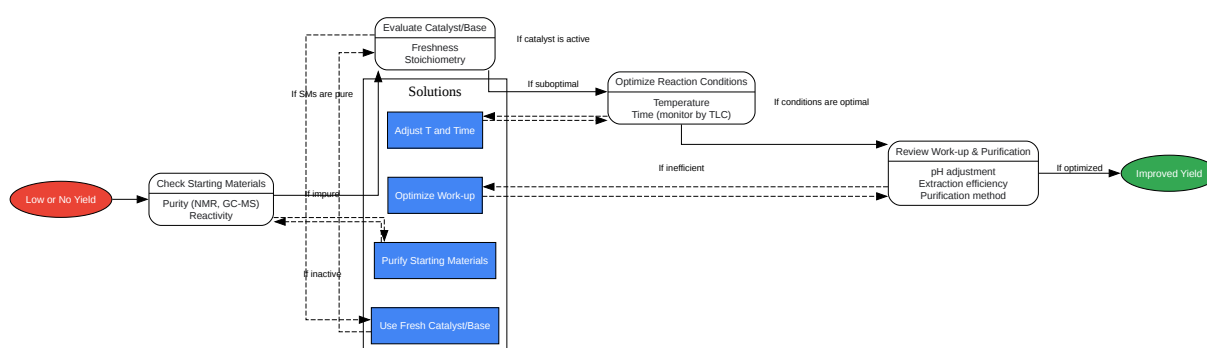 Evaluate Catalyst/Base
Freshness
Stoichiometry
If catalyst is active
If SMs are pure
Solutions
If suboptimal
Optimize Reaction Conditions
Temperature
Time (monitor by TLC)
If conditions are optimal
Adjust T and Time
Review Work-up & Purification
pH adjustment
Extraction efficiency
Purification method
If inefficient
If optimized
Improved Yield
Low or No Yield
Check Starting Materials
Purity (NMR, GC-MS)
Reactivity
If impure
Optimize Work-up
Purify Starting Materials
If inactive
Use Fresh Catalyst/Base